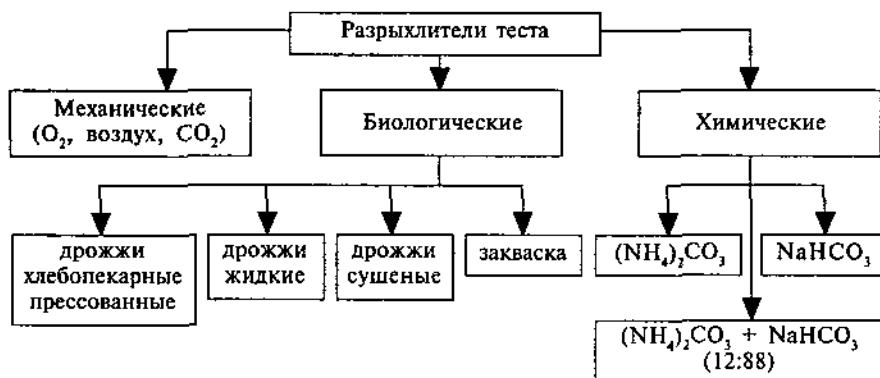 Разрыхлители теста
Механические
(O₂, воздух, CO₂)
Биологические
Химические
дрожжи
хлебопекарные
прессованные
дрожжи
жидкие
дрожжи
сушеные
закваска
(NH₄)₂CO₃
NaHCO₃
(NH₄)₂CO₃ + NaHCO₃
(12:88)